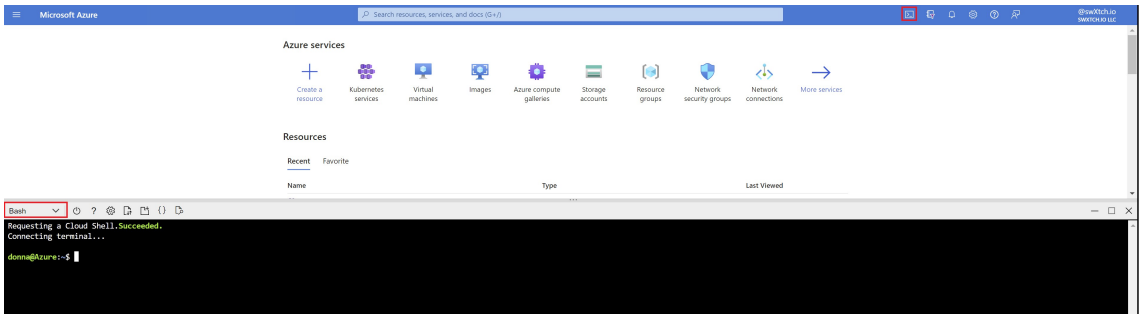 Microsoft Azure
Search resources, services, and docs (G+/)
@swXtch.io
SWXTCH.IO LLC
Azure services
Create a resource
Kubernetes services
Virtual machines
Images
Azure compute galleries
Storage accounts
Resource groups
Network security groups
Network connections
More services
Resources
Recent Favorite
Name Type Last Viewed
Bash
Requesting a Cloud Shell.Succeeded.
Connecting terminal...
donna@Azure:~$